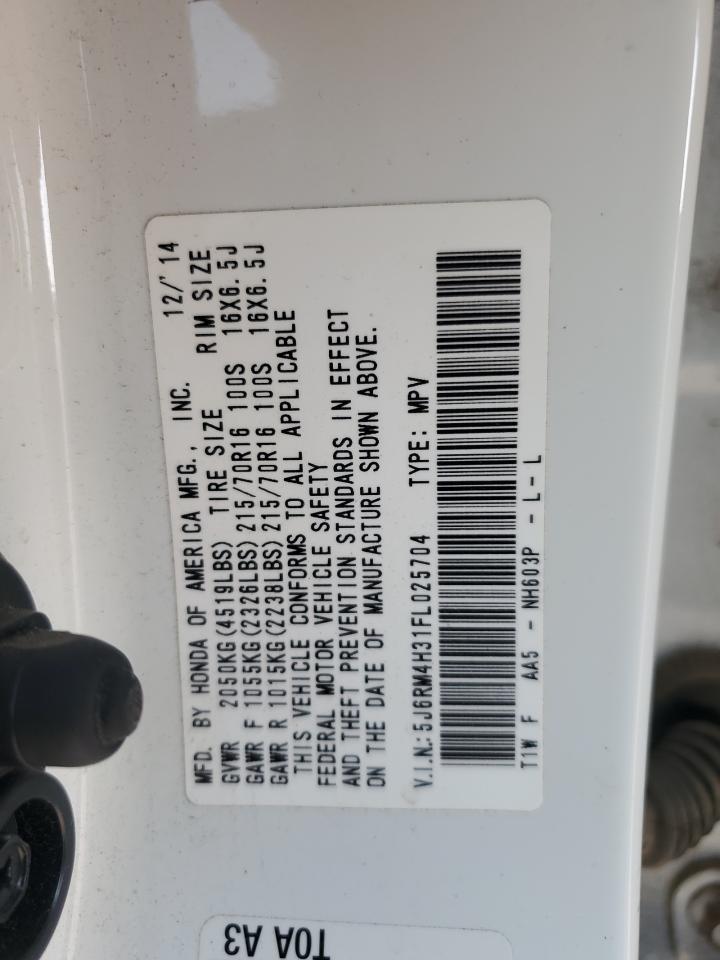 MFD. BY HONDA OF AMERICA MFG., INC. 12/'14
GVWR 2050KG(4519LBS) TIRE SIZE RIM SIZE
GAWR F 1055KG(2326LBS) 215/70R16 100S 16X6.5J
GAWR R 1015KG(2238LBS) 215/70R16 100S 16X6.5J
THIS VEHICLE CONFORMS TO ALL APPLICABLE
FEDERAL MOTOR VEHICLE SAFETY
AND THEFT PREVENTION STANDARDS IN EFFECT
ON THE DATE OF MANUFACTURE SHOWN ABOVE.
V.I.N.:5J6RM4H31FL025704 TYPE: MPV
T1W F AA5 - NH603P - L-L
T0A A3